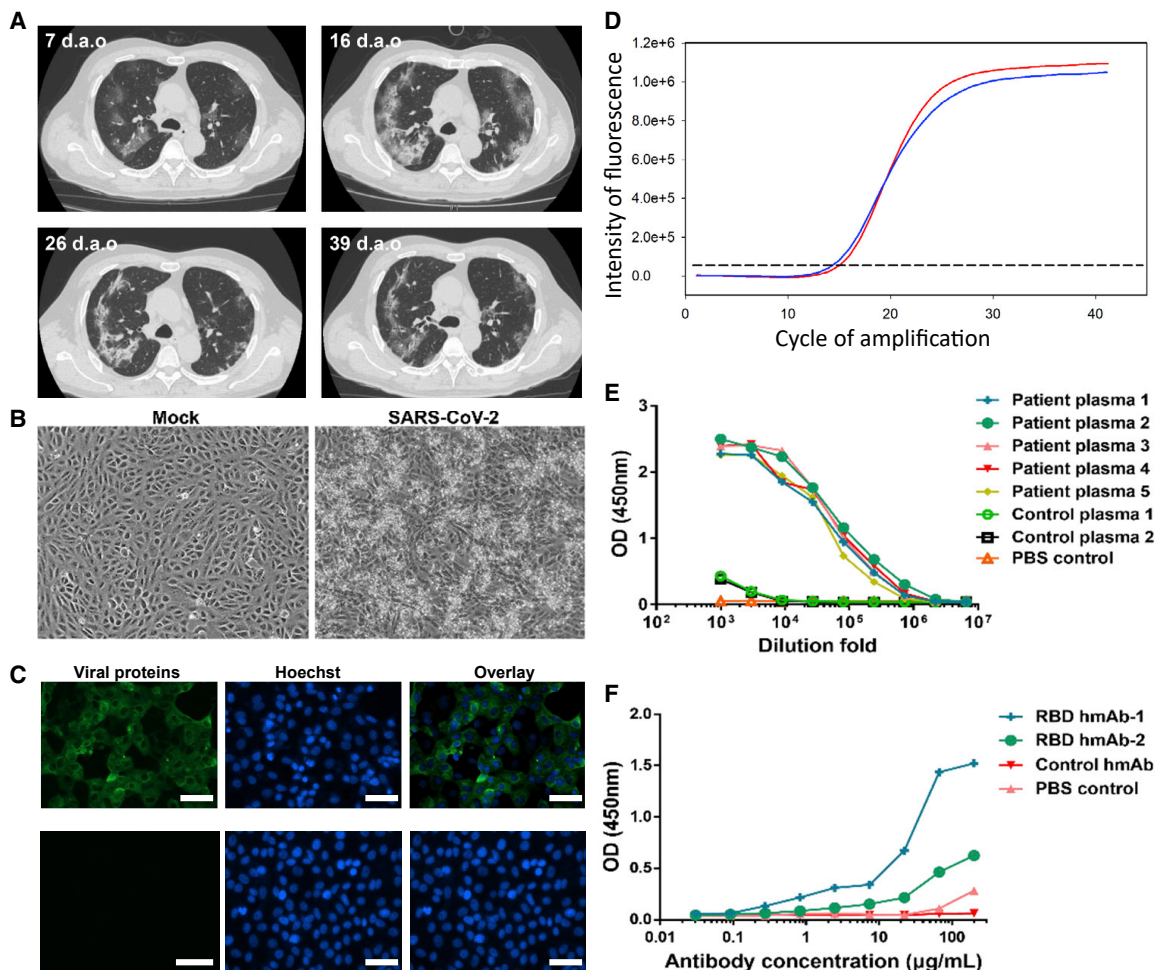 A
7 d.a.o
16 d.a.o
26 d.a.o
39 d.a.o
B
Mock
SARS-CoV-2
C
Viral proteins
Hoechst
Overlay
D
Intensity of fluorescence
1.2e+6
1.0e+6
8.0e+5
6.0e+5
4.0e+5
2.0e+5
0.0
0 10 20 30 40
Cycle of amplification
E
OD (450nm)
3
2
1
0
10² 10³ 10⁴ 10⁵ 10⁶ 10⁷
Dilution fold
Patient plasma 1
Patient plasma 2
Patient plasma 3
Patient plasma 4
Patient plasma 5
Control plasma 1
Control plasma 2
PBS control
F
OD (450nm)
2.0
1.5
1.0
0.5
0.0
0.01 0.1 1 10 100
Antibody concentration (µg/mL)
RBD hmAb-1
RBD hmAb-2
Control hmAb
PBS control